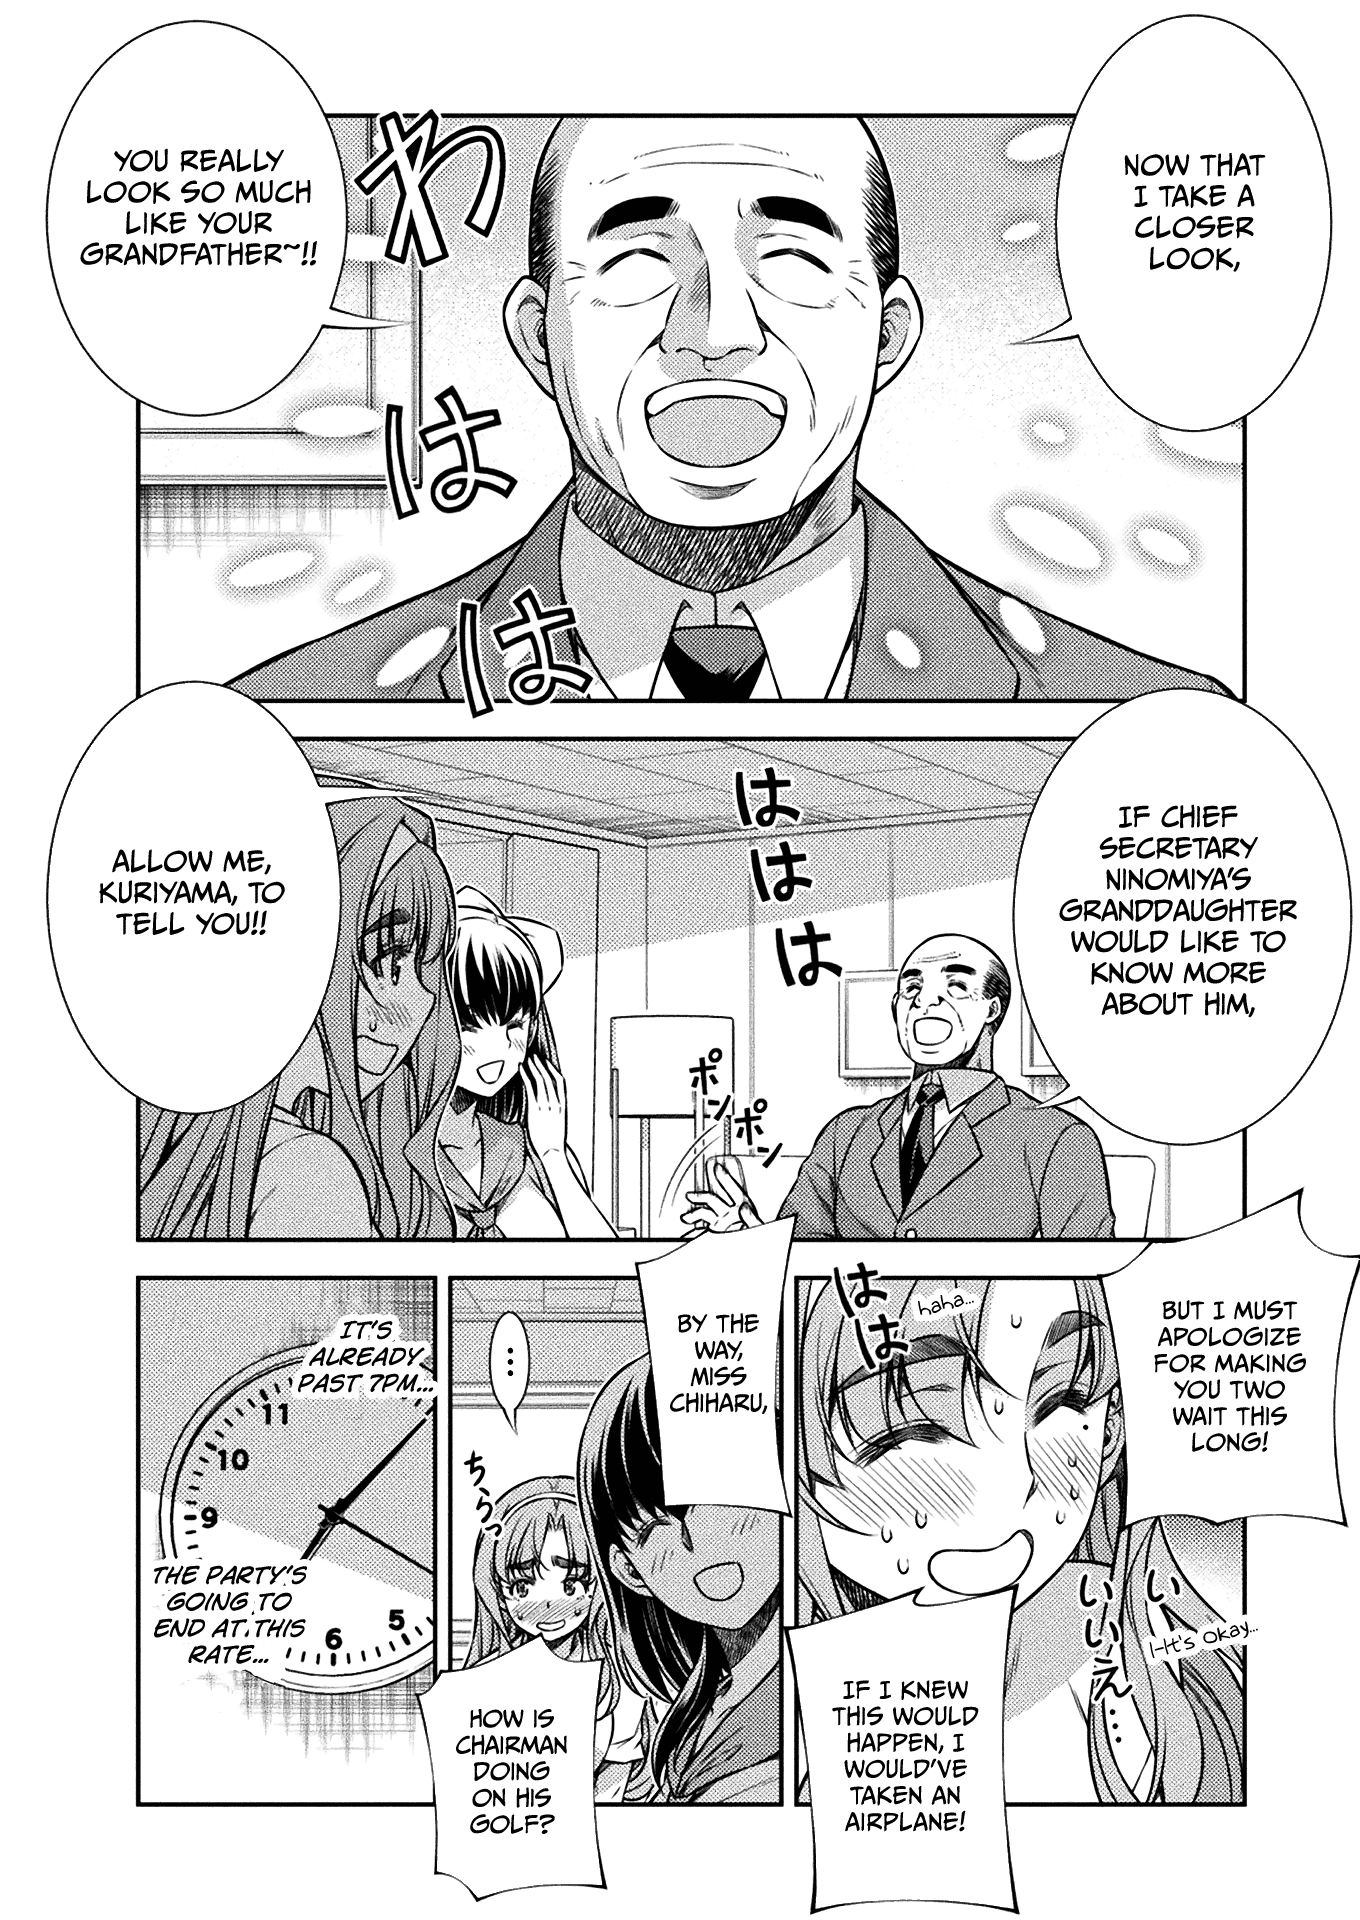 NOW THAT
I TAKE A
CLOSER
LOOK,
YOU REALLY
LOOK SO MUCH
LIKE YOUR
GRANDFATHER~!!
わ
は
は
IF CHIEF
SECRETARY
NINOMIYA'S
GRANDDAUGHTER
WOULD LIKE TO
KNOW MORE
ABOUT HIM,
は
は
は
ポン
ポン
ALLOW ME,
KURIYAMA, TO
TELL YOU!!
BUT I MUST
APOLOGIZE
FOR MAKING
YOU TWO
WAIT THIS
LONG!
はは
haha...
い
いいえ……
I-It's okay...
IF I KNEW
THIS WOULD
HAPPEN, I
WOULD'VE
TAKEN AN
AIRPLANE!
BY THE
WAY,
MISS
CHIHARU,
...
ちらっ
HOW IS
CHAIRMAN
DOING
ON HIS
GOLF?
IT'S
ALREADY
PAST 7PM...
11
10
9
6
5
THE PARTY'S
GOING TO
END AT THIS
RATE...